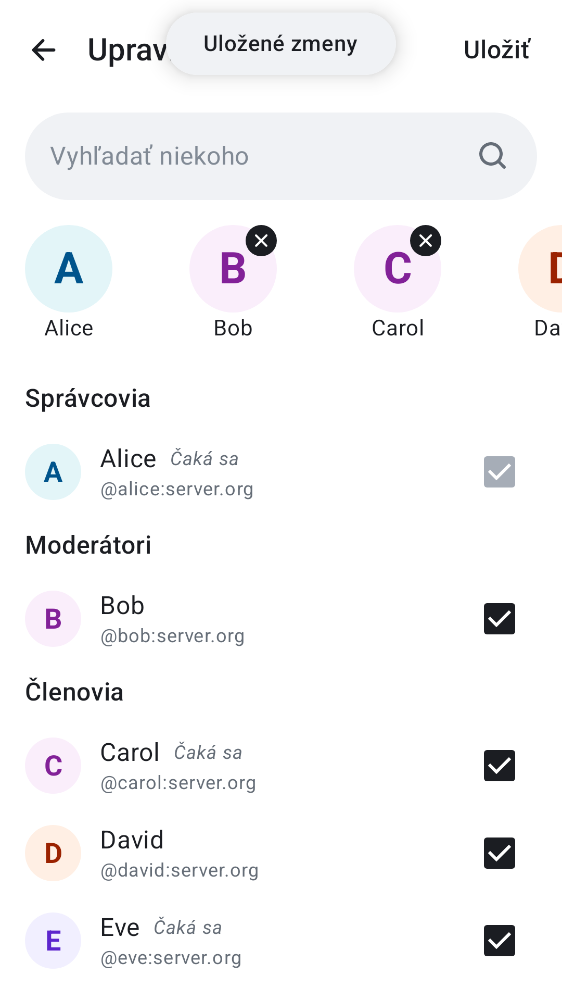 Uprav
Uložené zmeny
Uložiť
Vyhľadať niekoho
A
B
C
Alice
Bob
Carol
Da
Správcovia
A
Alice Čaká sa
@alice:server.org
Moderátori
B
Bob
@bob:server.org
Členovia
C
Carol Čaká sa
@carol:server.org
D
David
@david:server.org
E
Eve Čaká sa
@eve:server.org